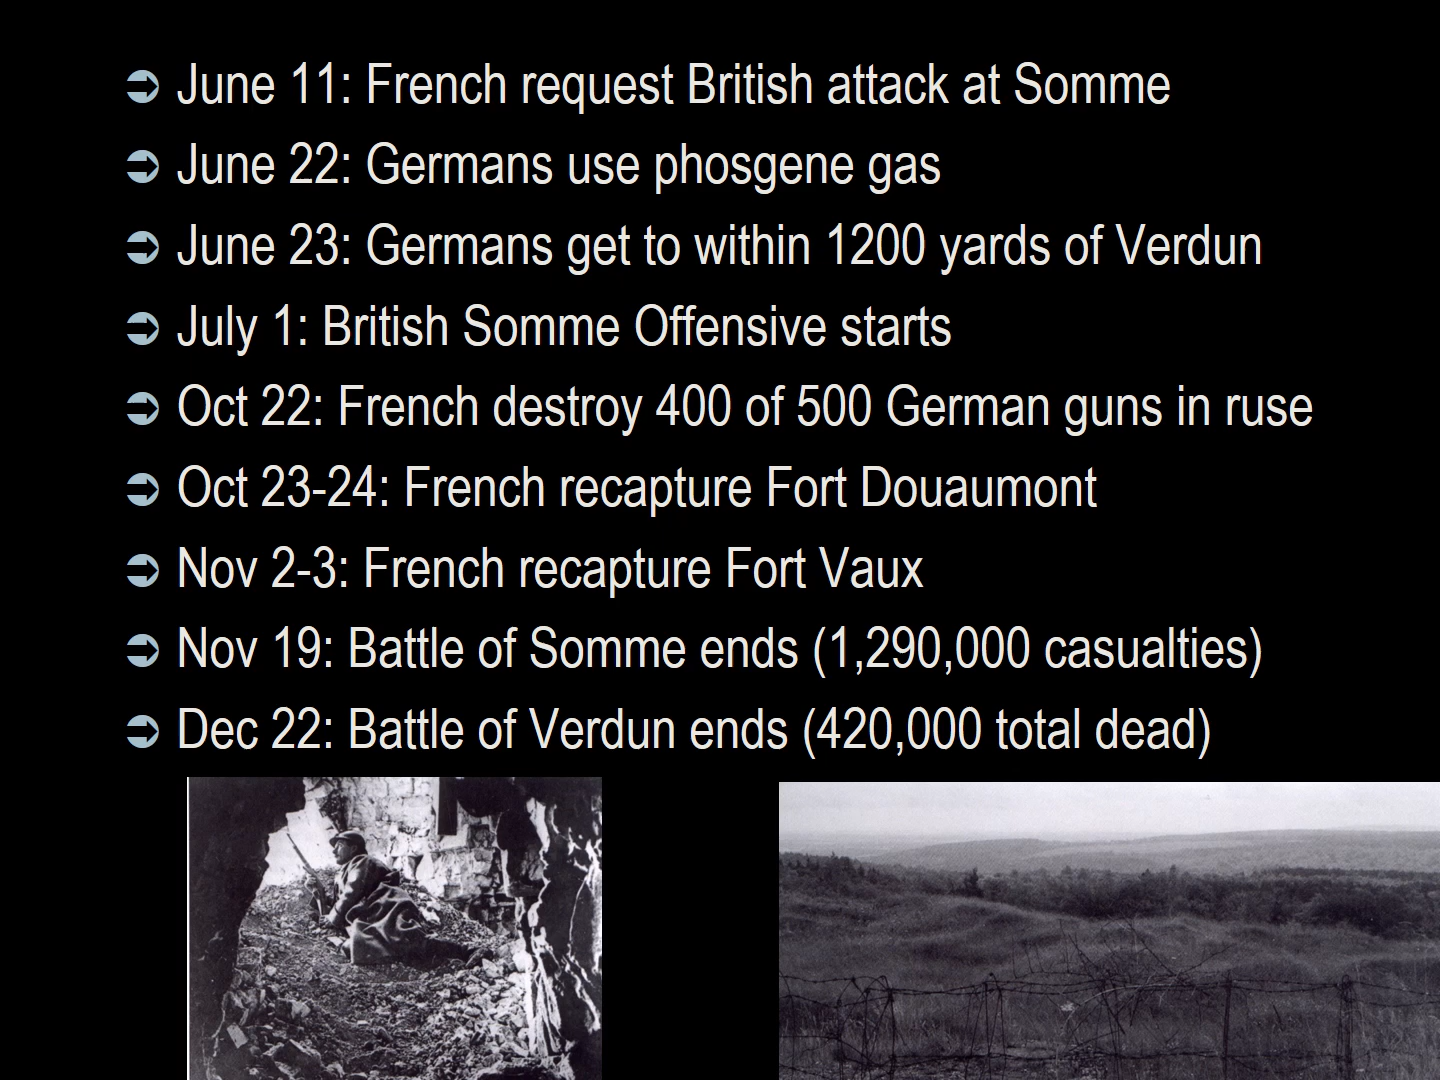 June 11: French request British attack at Somme
June 22: Germans use phosgene gas
June 23: Germans get to within 1200 yards of Verdun
July 1: British Somme Offensive starts
Oct 22: French destroy 400 of 500 German guns in ruse
Oct 23-24: French recapture Fort Douaumont
Nov 2-3: French recapture Fort Vaux
Nov 19: Battle of Somme ends (1,290,000 casualties)
Dec 22: Battle of Verdun ends (420,000 total dead)